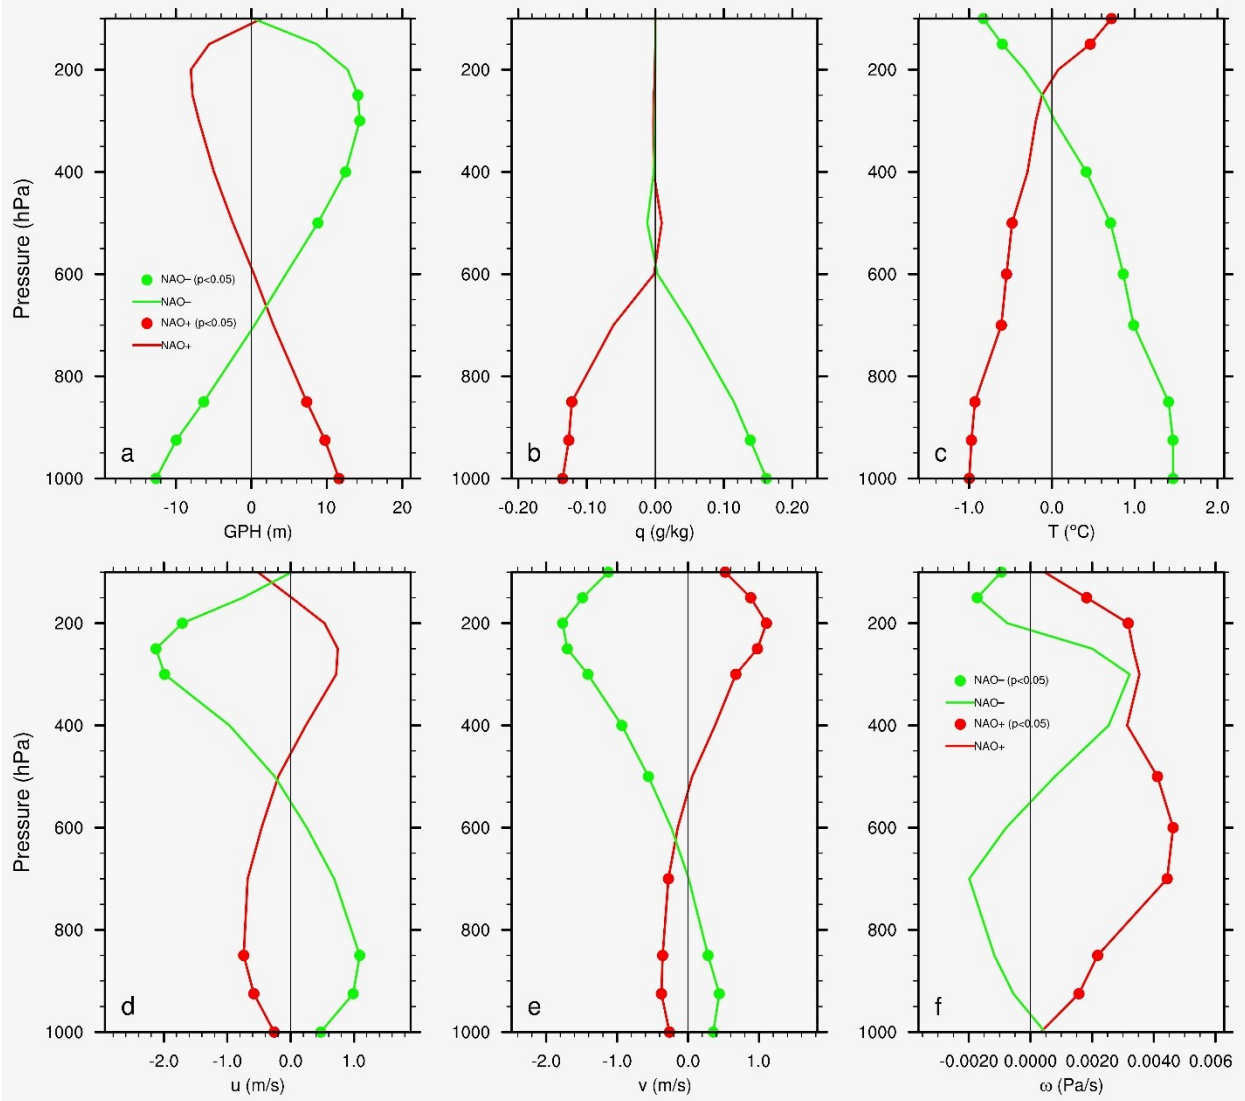 Pressure (hPa)
200
400
600
800
1000
NAO− (p<0.05)
NAO−
NAO+ (p<0.05)
NAO+
a
-10 0 10 20
GPH (m)
200
400
600
800
1000
b
-0.20 -0.10 0.00 0.10 0.20
q (g/kg)
200
400
600
800
1000
c
-1.0 0.0 1.0 2.0
T (°C)
Pressure (hPa)
200
400
600
800
1000
d
-2.0 -1.0 0.0 1.0
u (m/s)
200
400
600
800
1000
e
-2.0 -1.0 0.0 1.0
v (m/s)
200
400
600
800
1000
NAO− (p<0.05)
NAO−
NAO+ (p<0.05)
NAO+
f
-0.0020 0.0000 0.0020 0.0040 0.006
ω (Pa/s)